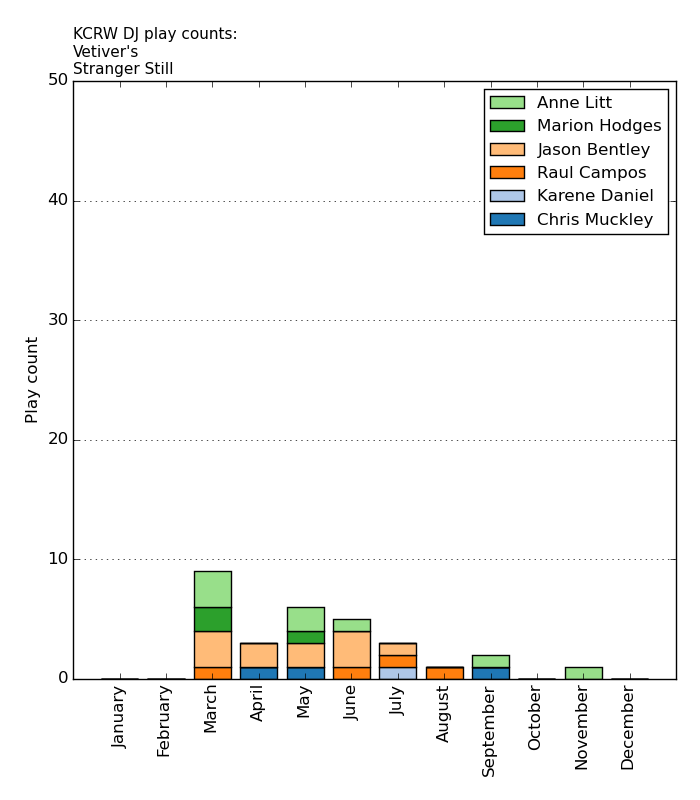 KCRW DJ play counts:
Vetiver's
Stranger Still
50
40
30
20
10
0
Play count
Anne Litt
Marion Hodges
Jason Bentley
Raul Campos
Karene Daniel
Chris Muckley
January
February
March
April
May
June
July
August
September
October
November
December